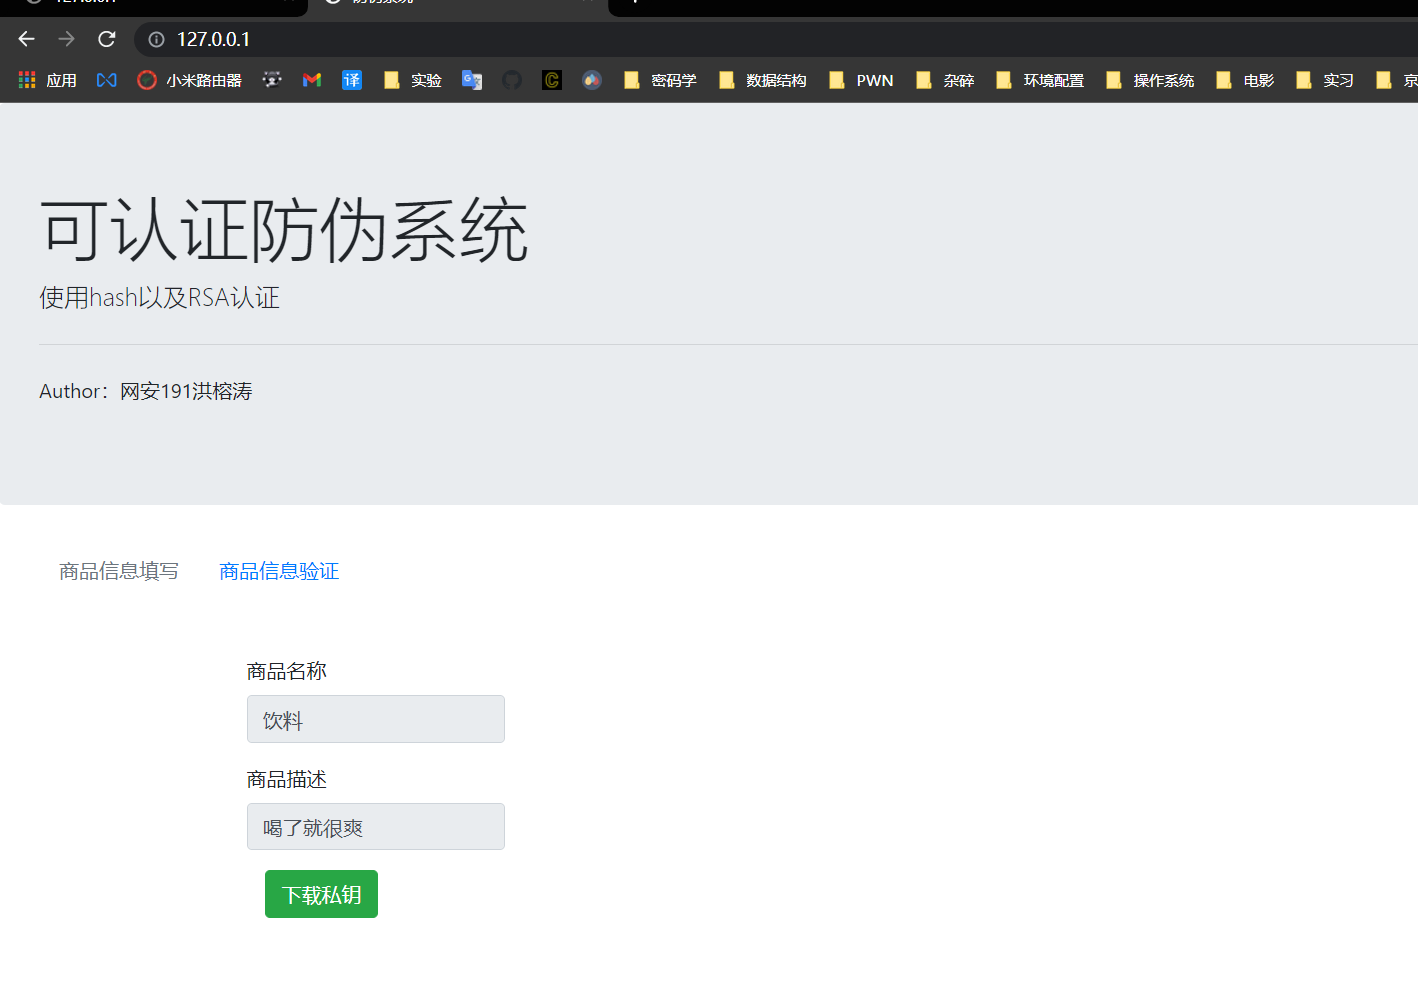 127.0.0.1
应用 小米路由器 译 实验 密码学 数据结构 PWN 杂碎 环境配置 操作系统 电影 实习
可认证防伪系统
使用hash以及RSA认证
Author：网安191洪榕涛
商品信息填写 商品信息验证
商品名称
饮料
商品描述
喝了就很爽
下载私钥